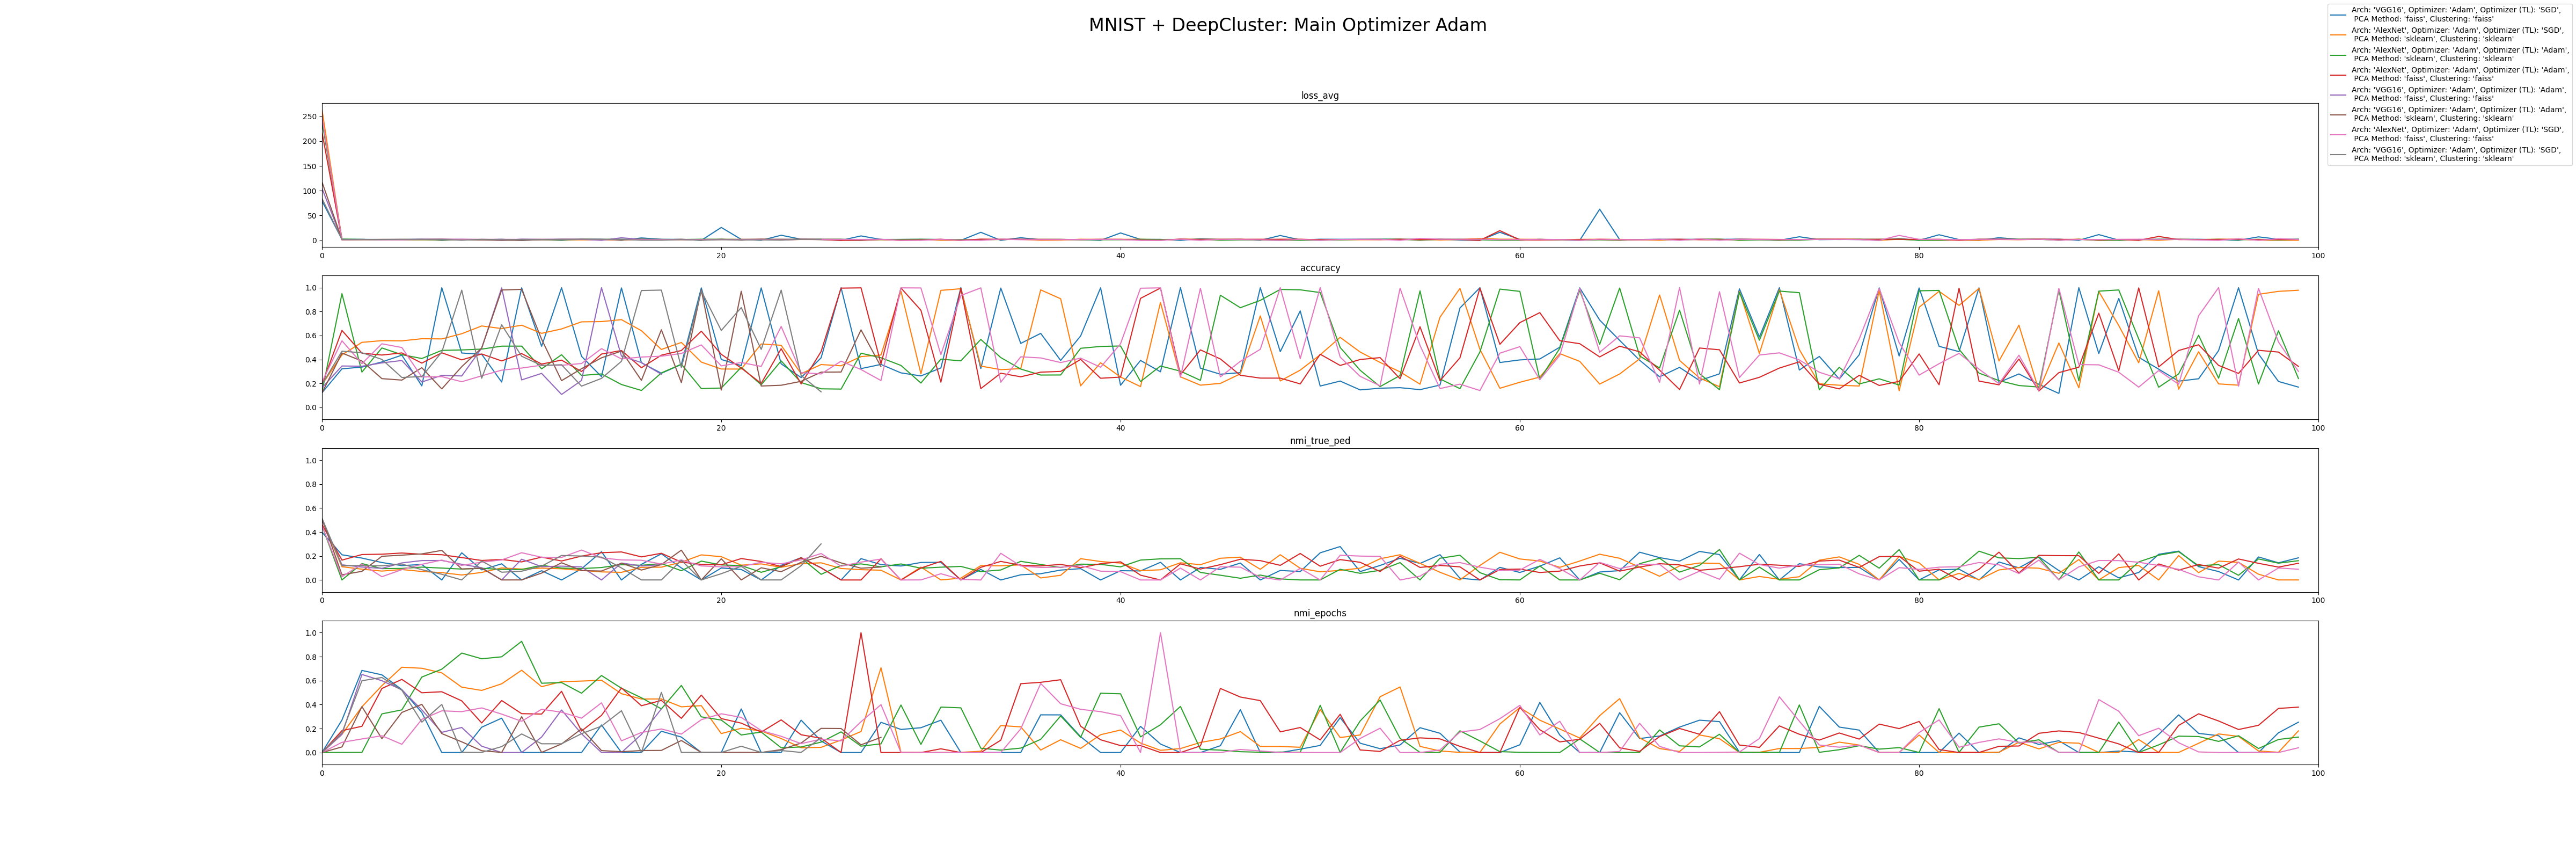 MNIST + DeepCluster: Main Optimizer Adam
Arch: 'VGG16', Optimizer: 'Adam', Optimizer (TL): 'SGD',
PCA Method: 'faiss', Clustering: 'faiss'
Arch: 'AlexNet', Optimizer: 'Adam', Optimizer (TL): 'SGD',
PCA Method: 'sklearn', Clustering: 'sklearn'
Arch: 'AlexNet', Optimizer: 'Adam', Optimizer (TL): 'Adam',
PCA Method: 'sklearn', Clustering: 'sklearn'
Arch: 'AlexNet', Optimizer: 'Adam', Optimizer (TL): 'Adam',
PCA Method: 'faiss', Clustering: 'faiss'
Arch: 'VGG16', Optimizer: 'Adam', Optimizer (TL): 'Adam',
PCA Method: 'faiss', Clustering: 'faiss'
Arch: 'VGG16', Optimizer: 'Adam', Optimizer (TL): 'Adam',
PCA Method: 'sklearn', Clustering: 'sklearn'
Arch: 'AlexNet', Optimizer: 'Adam', Optimizer (TL): 'SGD',
PCA Method: 'faiss', Clustering: 'faiss'
Arch: 'VGG16', Optimizer: 'Adam', Optimizer (TL): 'SGD',
PCA Method: 'sklearn', Clustering: 'sklearn'
loss_avg
250
200
150
100
50
0
0 20 40 60 80 100
accuracy
1.0
0.8
0.6
0.4
0.2
0.0
0 20 40 60 80 100
nmi_true_ped
1.0
0.8
0.6
0.4
0.2
0.0
0 20 40 60 80 100
nmi_epochs
1.0
0.8
0.6
0.4
0.2
0.0
0 20 40 60 80 100